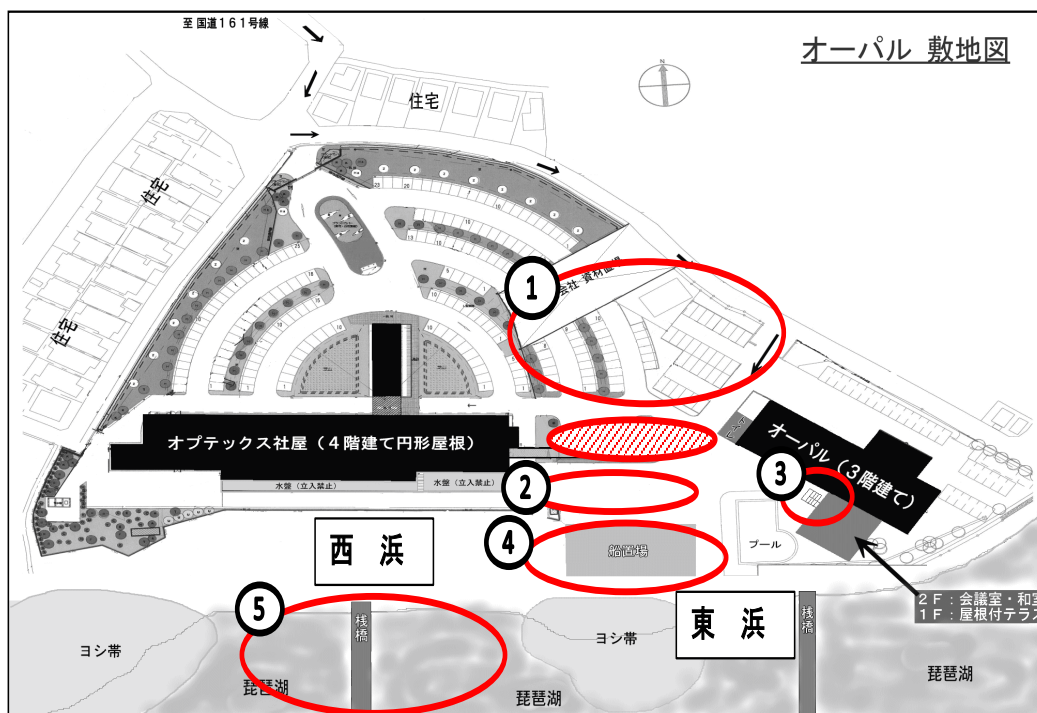 至 国道161号線
オーパル 敷地図
N
住宅
住宅
住宅
会社・資材置場
①
オプテックス社屋（4階建て円形屋根）
オーパル（3階建て）
水盤（立入禁止）
水盤（立入禁止）
②
③
④
西 浜
船置場
プール
2F：会議室・和室
1F：屋根付テラス
⑤
桟橋
東 浜
桟橋
ヨシ帯
ヨシ帯
琵琶湖
琵琶湖
琵琶湖